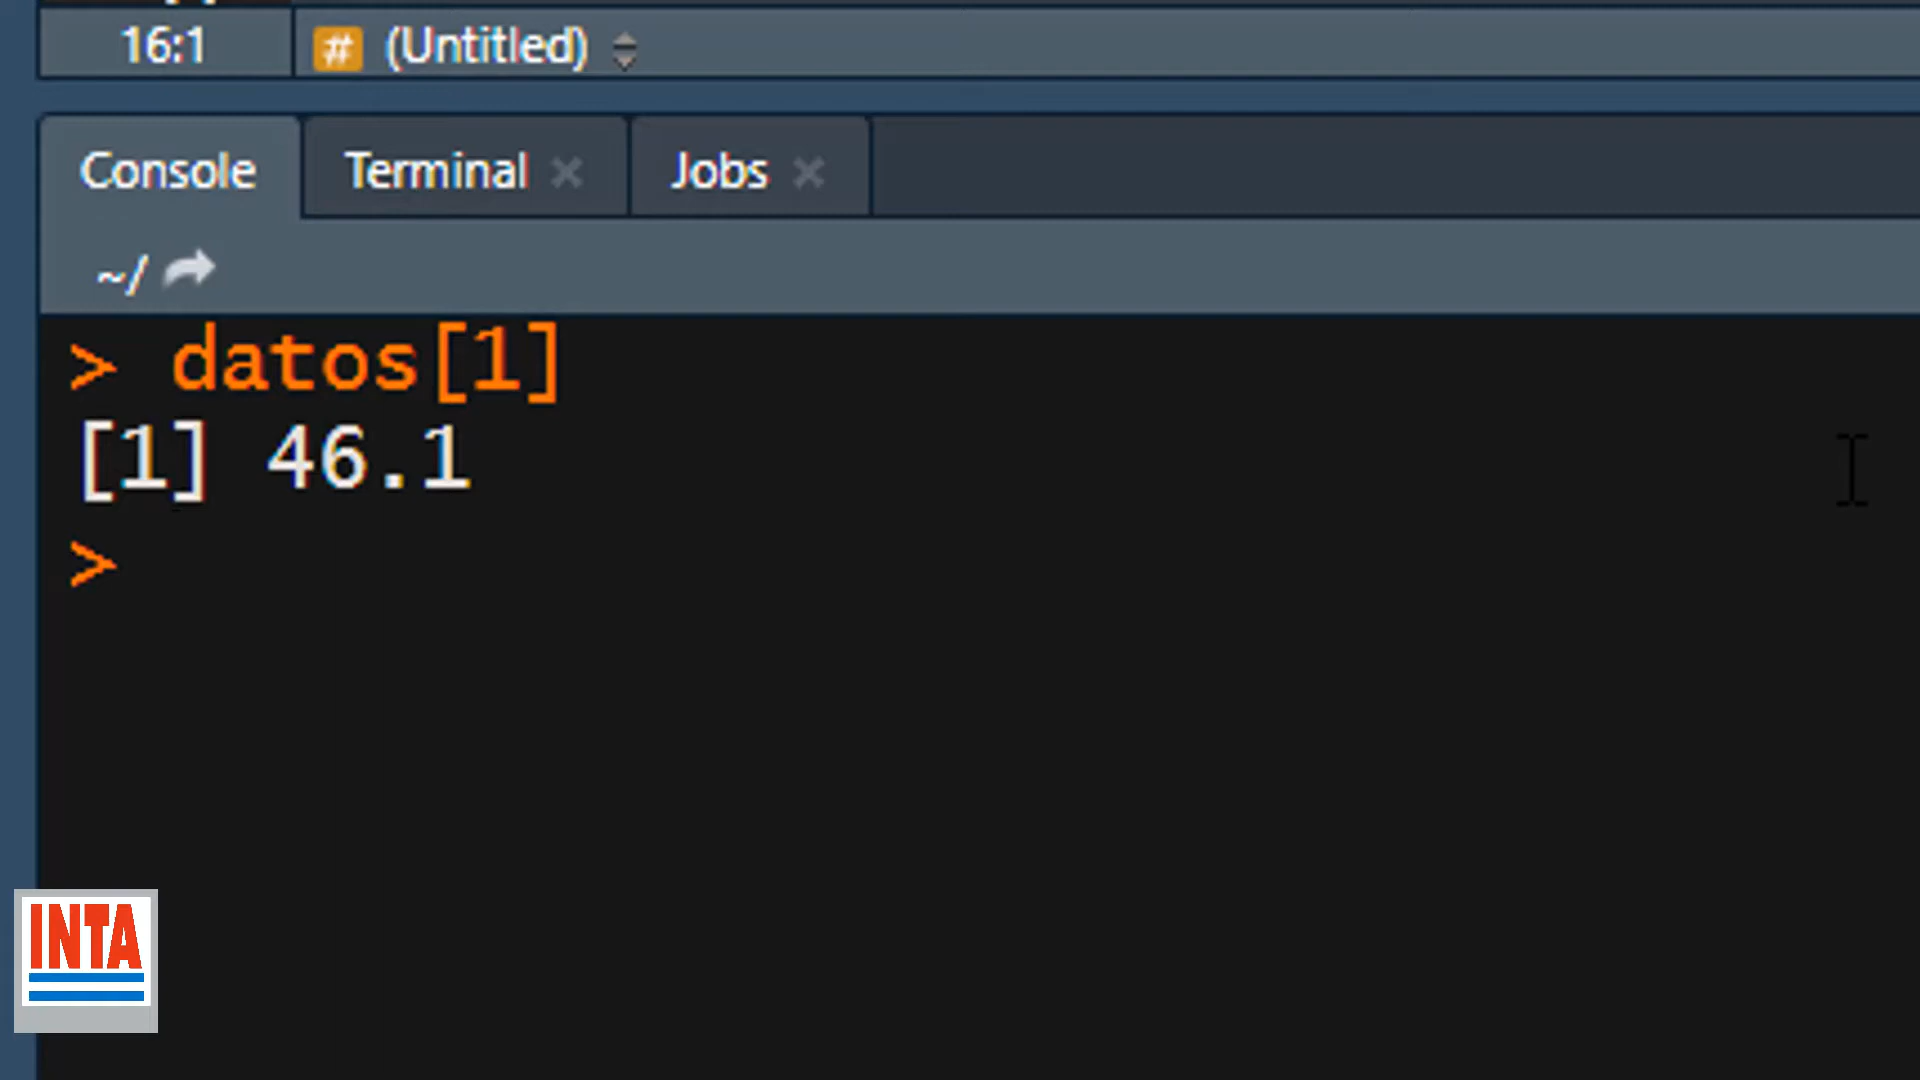 16:1 # (Untitled)
Console Terminal Jobs
~/
> datos[1]
[1] 46.1
>
INTA